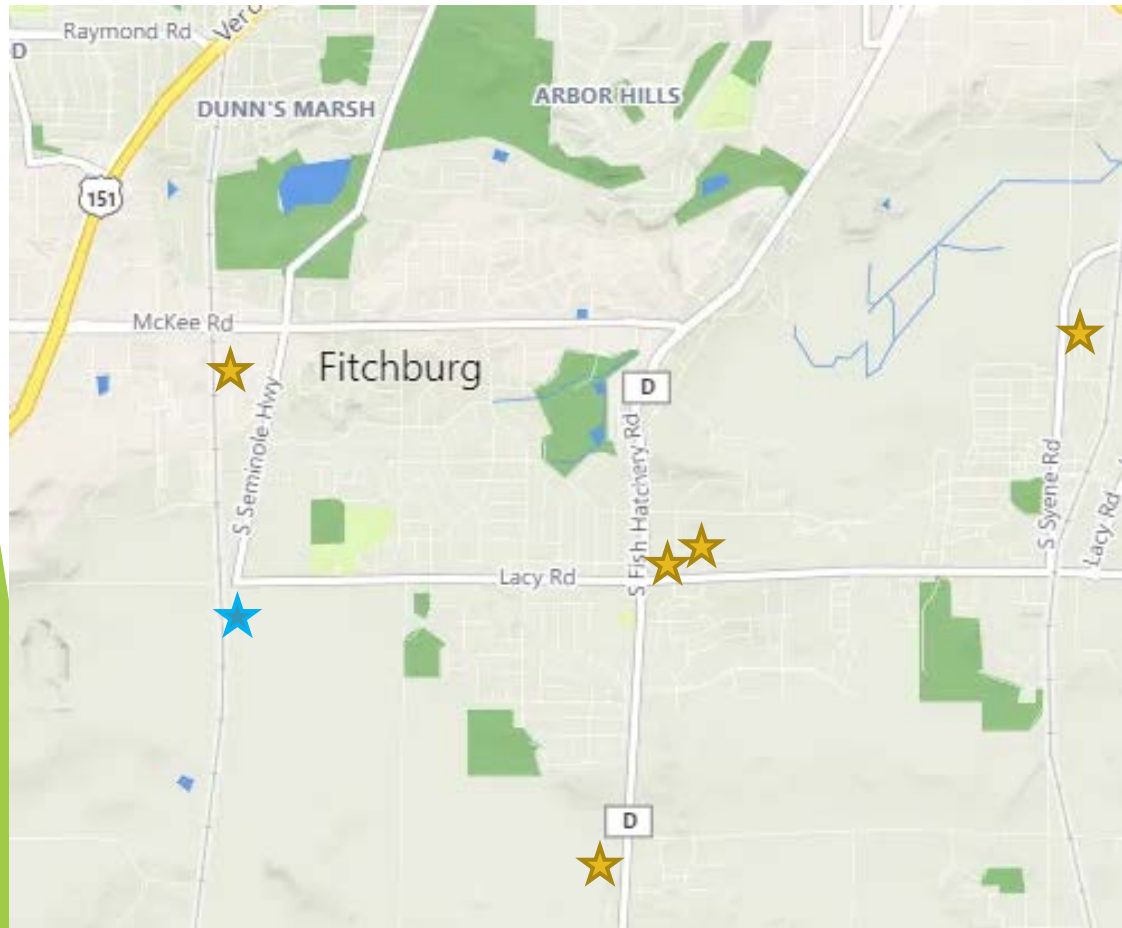 Raymond Rd
Vero
D
DUNN'S MARSH
ARBOR HILLS
151
McKee Rd
Fitchburg
D
S Seminole Hwy
S Fish Hatchery Rd
S Syene Rd
Lacy Rd
Lacy Rd
D